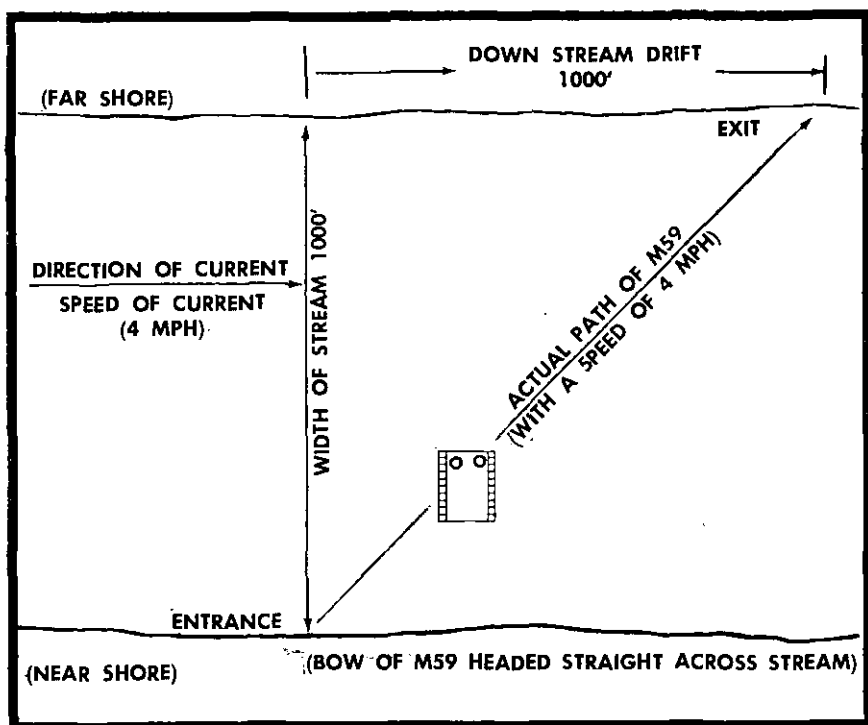 DOWN STREAM DRIFT
1000'
(FAR SHORE)
EXIT
DIRECTION OF CURRENT
SPEED OF CURRENT
(4 MPH)
WIDTH OF STREAM 1000'
ACTUAL PATH OF M59
(WITH A SPEED OF 4 MPH)
ENTRANCE
(NEAR SHORE)
(BOW OF M59 HEADED STRAIGHT ACROSS STREAM)